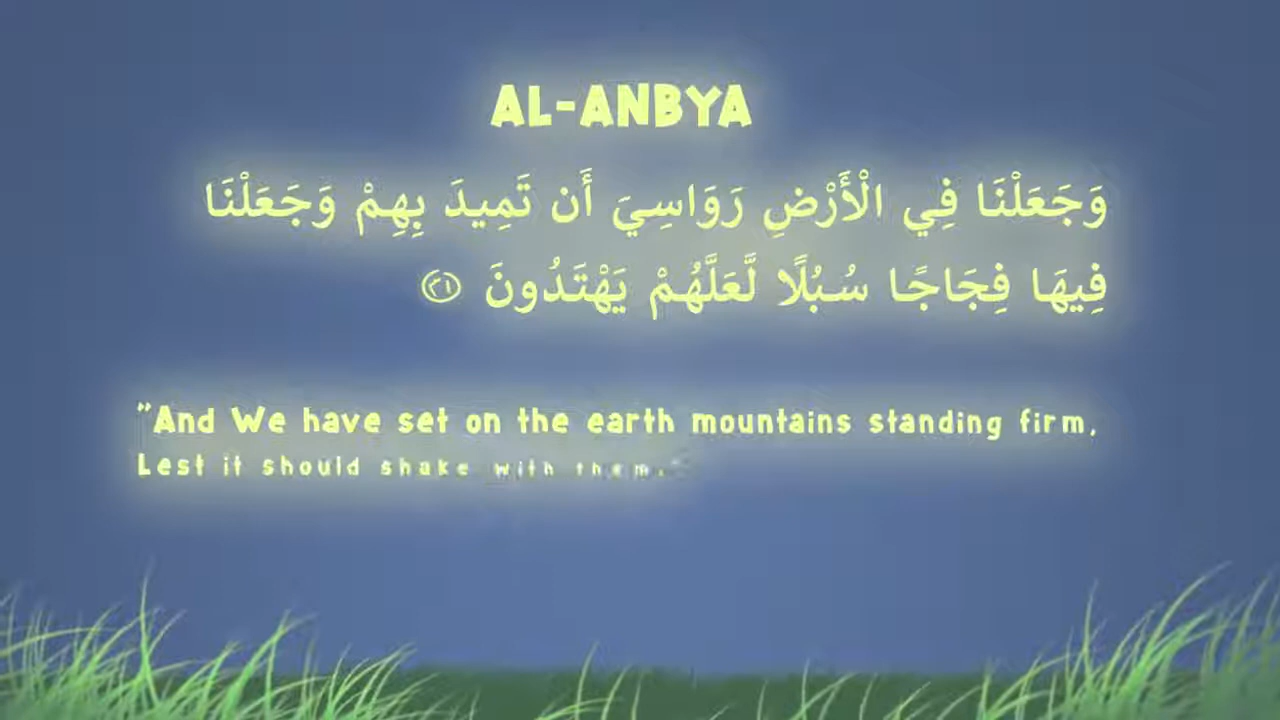 AL-ANBYA
وَجَعَلْنَا فِي الْأَرْضِ رَوَاسِيَ أَن تَمِيدَ بِهِمْ وَجَعَلْنَا
فِيهَا فِجَاجًا سُبُلًا لَّعَلَّهُمْ يَهْتَدُونَ ٣١
"And We have set on the earth mountains standing firm,
Lest it should shake with them."